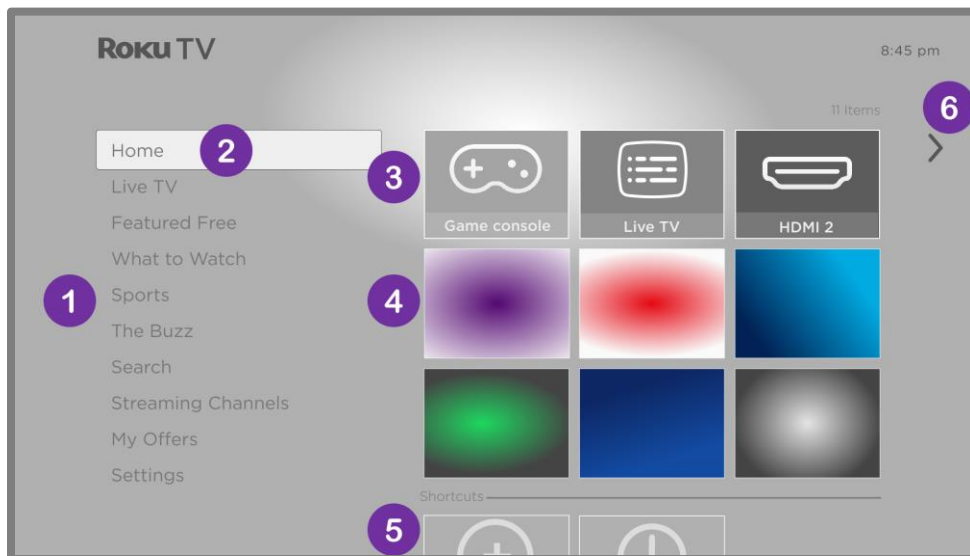 Roku TV
8:45 pm
11 Items
6
Home
2
Live TV
Featured Free
What to Watch
1
Sports
The Buzz
Search
Streaming Channels
My Offers
Settings
3
Game console
Live TV
HDMI 2
4
Shortcuts
5